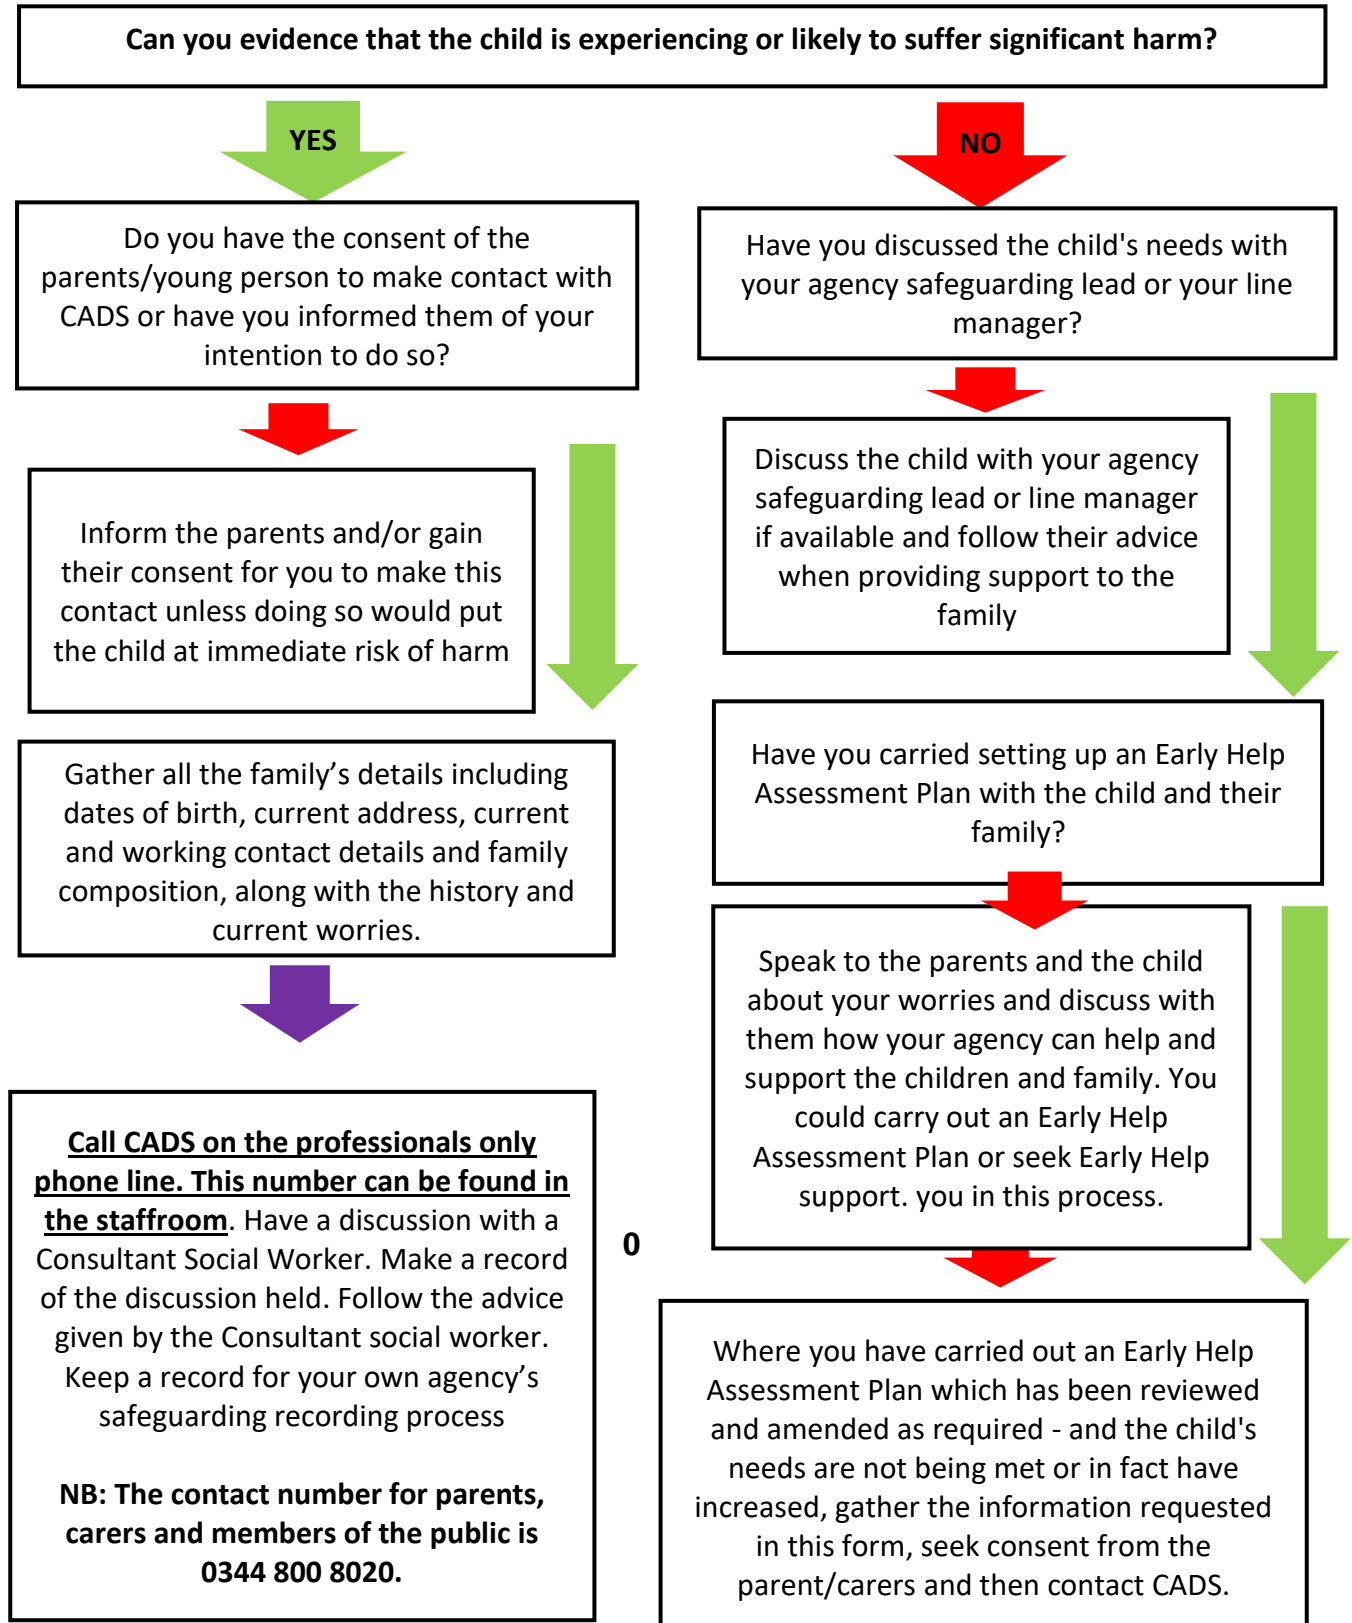 Can you evidence that the child is experiencing or likely to suffer significant harm?
YES
NO
Do you have the consent of the
parents/young person to make contact with
CADS or have you informed them of your
intention to do so?
Inform the parents and/or gain
their consent for you to make this
contact unless doing so would put
the child at immediate risk of harm
Gather all the family’s details including
dates of birth, current address, current
and working contact details and family
composition, along with the history and
current worries.
Call CADS on the professionals only
phone line. This number can be found in
the staffroom. Have a discussion with a
Consultant Social Worker. Make a record
of the discussion held. Follow the advice
given by the Consultant social worker.
Keep a record for your own agency’s
safeguarding recording process
NB: The contact number for parents,
carers and members of the public is
0344 800 8020.
0
Have you discussed the child's needs with
your agency safeguarding lead or your line
manager?
Discuss the child with your agency
safeguarding lead or line manager
if available and follow their advice
when providing support to the
family
Have you carried setting up an Early Help
Assessment Plan with the child and their
family?
Speak to the parents and the child
about your worries and discuss with
them how your agency can help and
support the children and family. You
could carry out an Early Help
Assessment Plan or seek Early Help
support. you in this process.
Where you have carried out an Early Help
Assessment Plan which has been reviewed
and amended as required - and the child's
needs are not being met or in fact have
increased, gather the information requested
in this form, seek consent from the
parent/carers and then contact CADS.